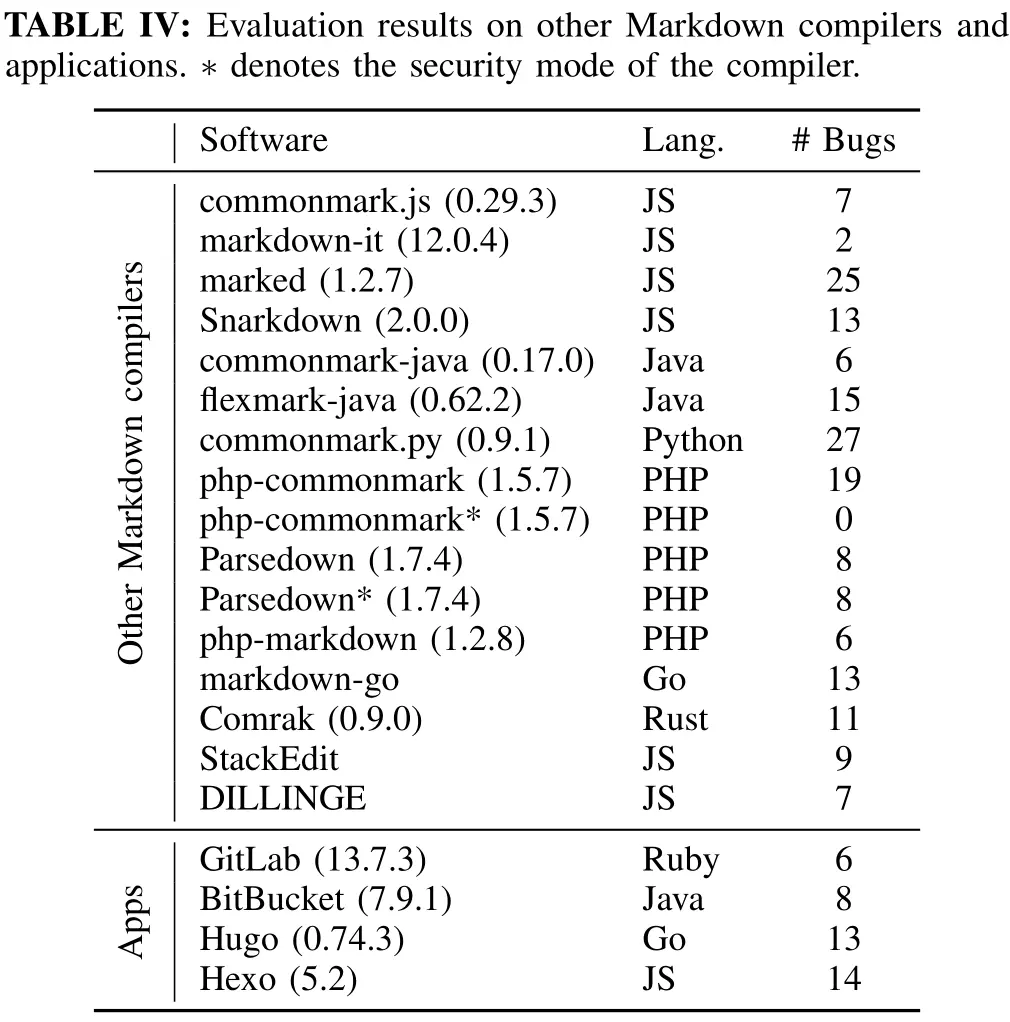 TABLE IV: Evaluation results on other Markdown compilers and
applications. * denotes the security mode of the compiler.
Software Lang. # Bugs
Other Markdown compilers
commonmark.js (0.29.3) JS 7
markdown-it (12.0.4) JS 2
marked (1.2.7) JS 25
Snarkdown (2.0.0) JS 13
commonmark-java (0.17.0) Java 6
flexmark-java (0.62.2) Java 15
commonmark.py (0.9.1) Python 27
php-commonmark (1.5.7) PHP 19
php-commonmark* (1.5.7) PHP 0
Parsedown (1.7.4) PHP 8
Parsedown* (1.7.4) PHP 8
php-markdown (1.2.8) PHP 6
markdown-go Go 13
Comrak (0.9.0) Rust 11
StackEdit JS 9
DILLINGE JS 7
Apps
GitLab (13.7.3) Ruby 6
BitBucket (7.9.1) Java 8
Hugo (0.74.3) Go 13
Hexo (5.2) JS 14